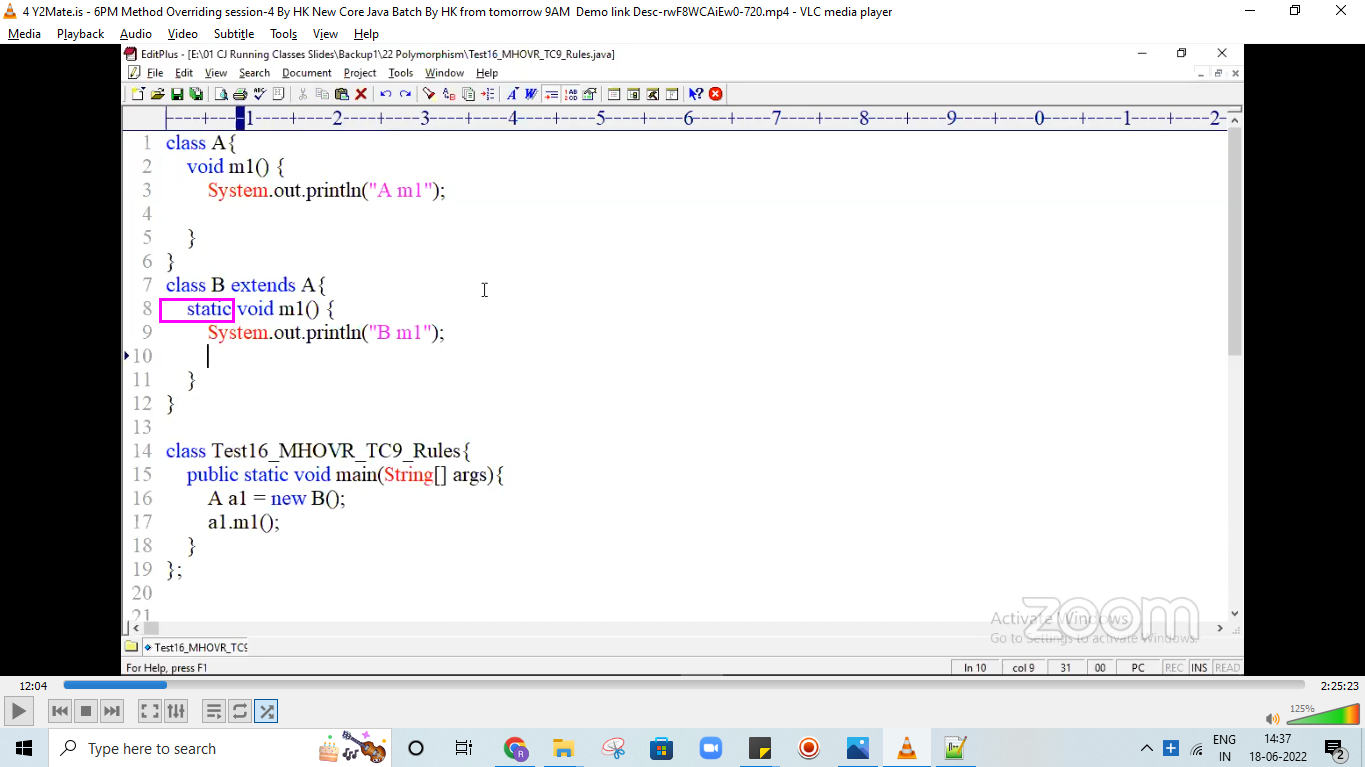 4 Y2Mate.is - 6PM Method Overriding session-4 By HK New Core Java Batch By HK from tomorrow 9AM  Demo link Desc-rwF8WCAiEw0-720.mp4 - VLC media player
Media Playback Audio Video Subtitle Tools View Help
EditPlus - [E:\01 CJ Running Classes Slides\Backup1\22 Polymorphism\Test16_MHOVR_TC9_Rules.java]
File Edit View Search Document Project Tools Window Help
----+----1----+----2----+----3----+----4----+----5----+----6----+----7----+----8----+----9----+----0----+----1----+----2-
1 class A{
2 void m1() {
3 System.out.println("A m1");
4
5 }
6 }
7 class B extends A{
8 static void m1() {
9 System.out.println("B m1");
10
11 }
12 }
13
14 class Test16_MHOVR_TC9_Rules{
15 public static void main(String[] args){
16 A a1 = new B();
17 a1.m1();
18 }
19 };
20
21
zoom
Activate Windows
Go to Settings to activate Windows.
Test16_MHOVR_TC9
For Help, press F1 ln 10 col 9 31 00 PC REC INS READ
12:04 2:25:23
125%
Type here to search
ENG 14:37
IN 18-06-2022 2